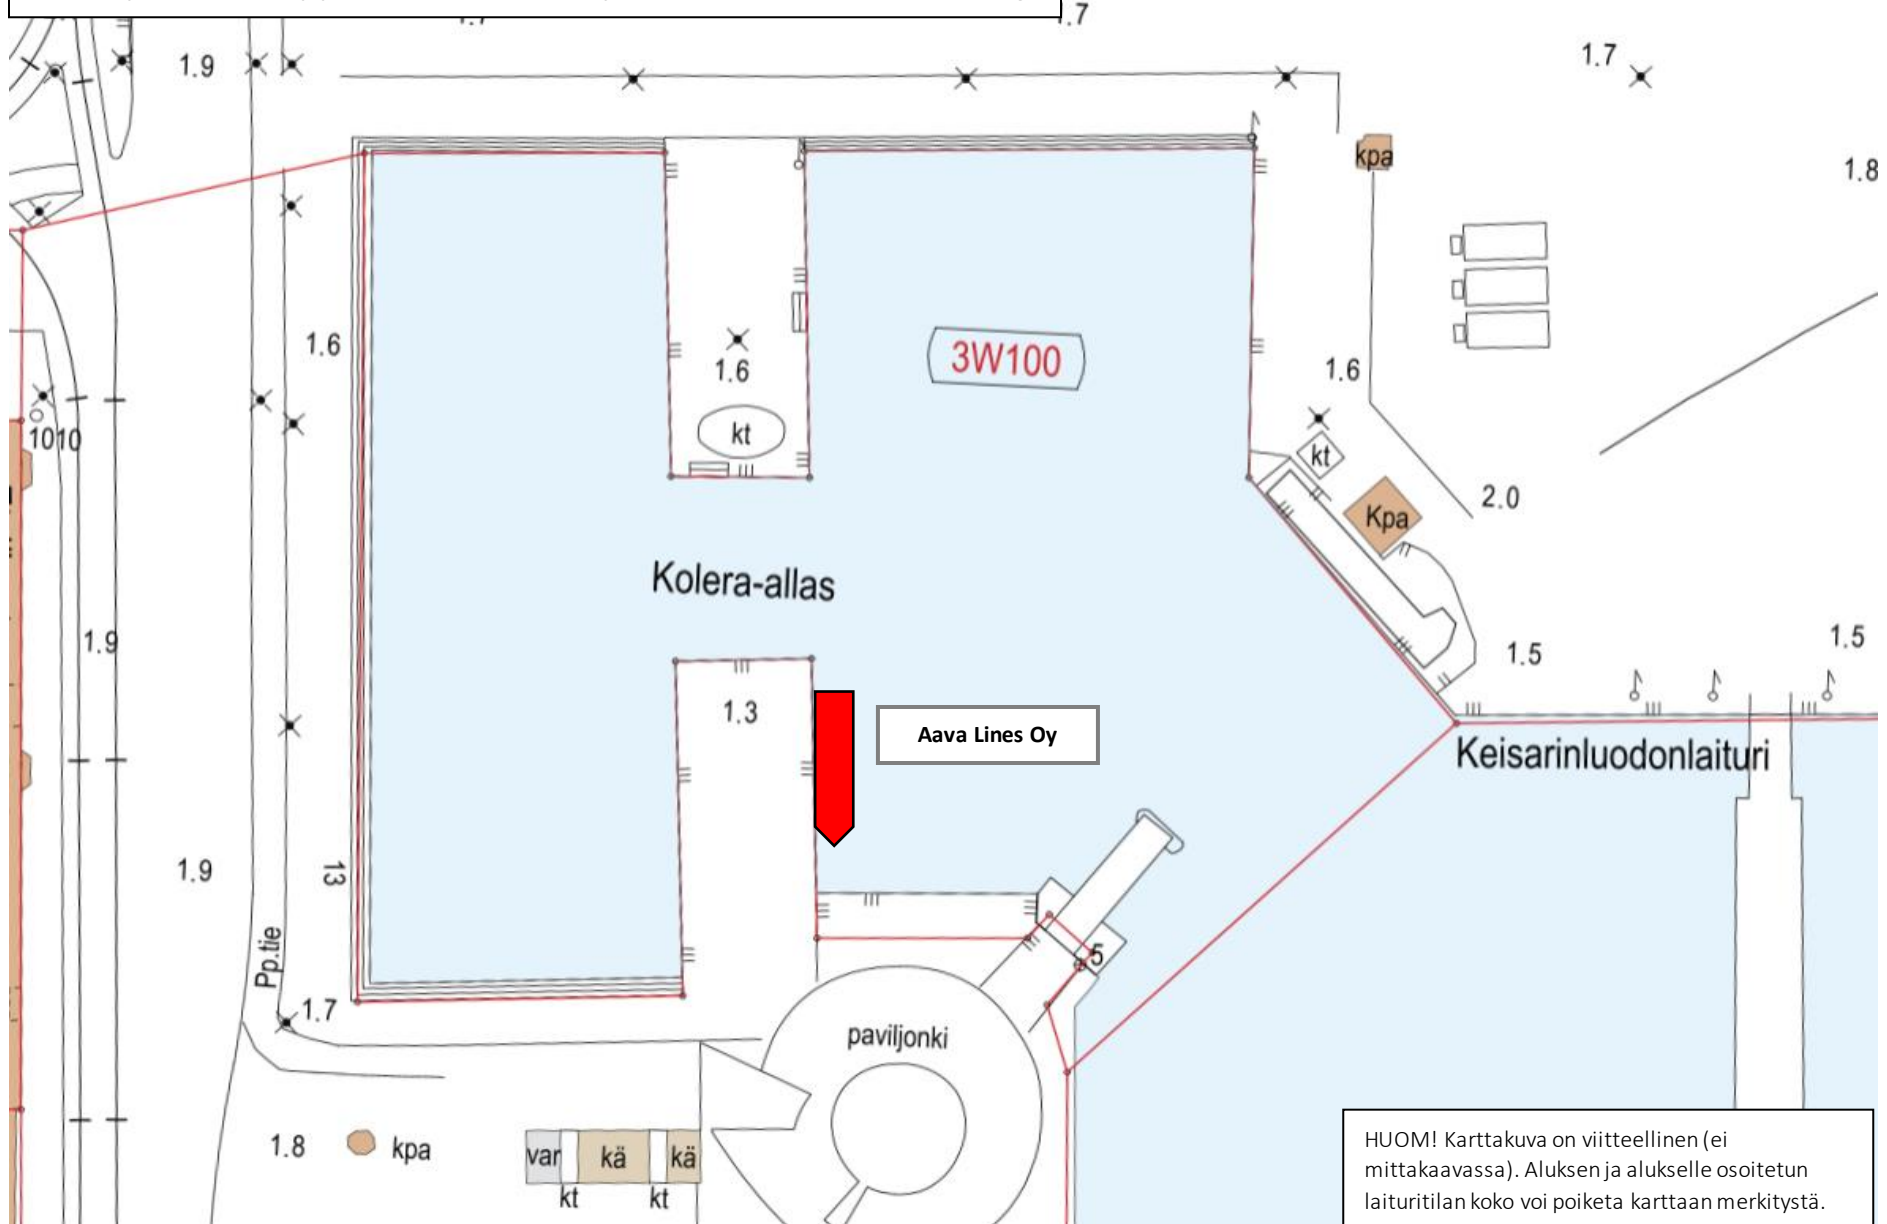 1.7
1.7
1.9
1.7
kpa
1.8
1.6
3W100
1.6
1.6
kt
1010
kt
2.0
Kpa
Kolera-allas
1.9
1.5
1.5
1.3
Aava Lines Oy
Keisarinluodonlaituri
1.9
13
Pp.tie
5
1.7
paviljonki
1.8
kpa
var
kä
kä
kt
kt
HUOM! Karttakuva on viitteellinen (ei
mittakaavassa). Aluksen ja alukselle osoitetun
laituritilan koko voi poiketa karttaan merkitystä.